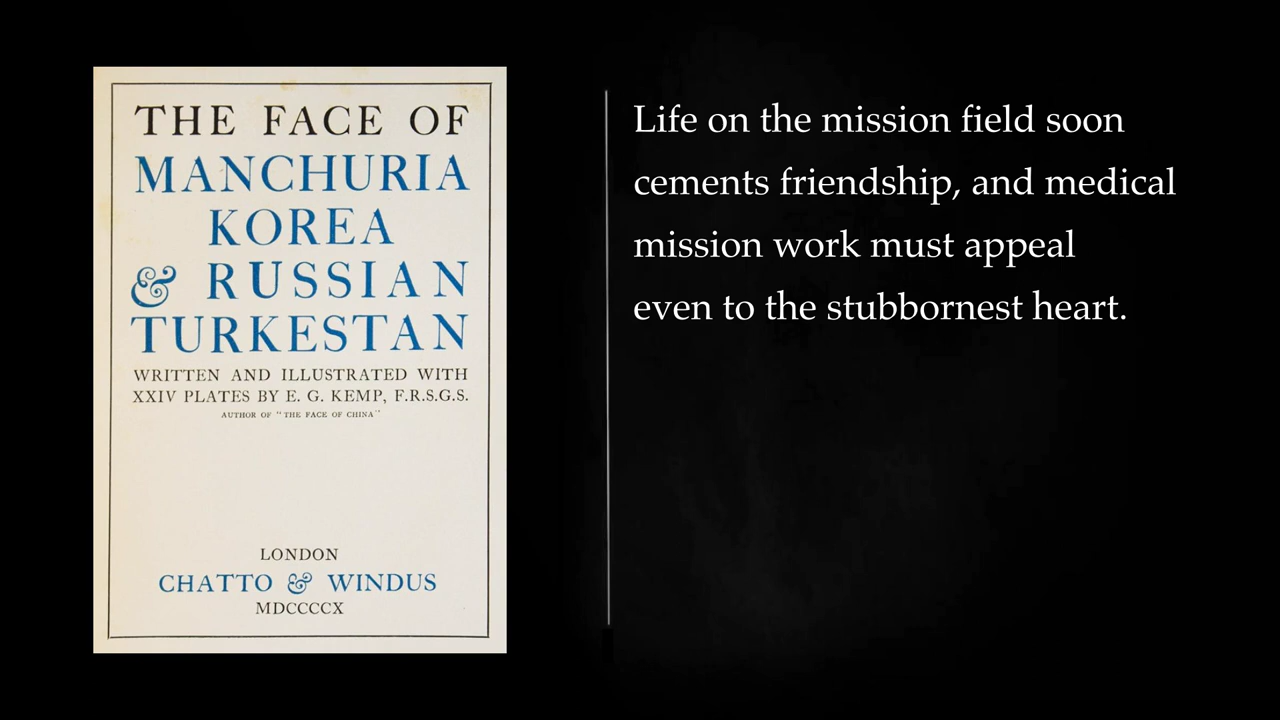 THE FACE OF
MANCHURIA
KOREA
& RUSSIAN
TURKESTAN
WRITTEN AND ILLUSTRATED WITH
XXIV PLATES BY E. G. KEMP, F.R.S.G.S.
AUTHOR OF "THE FACE OF CHINA"
LONDON
CHATTO & WINDUS
MDCCCCX
Life on the mission field soon
cements friendship, and medical
mission work must appeal
even to the stubbornest heart.